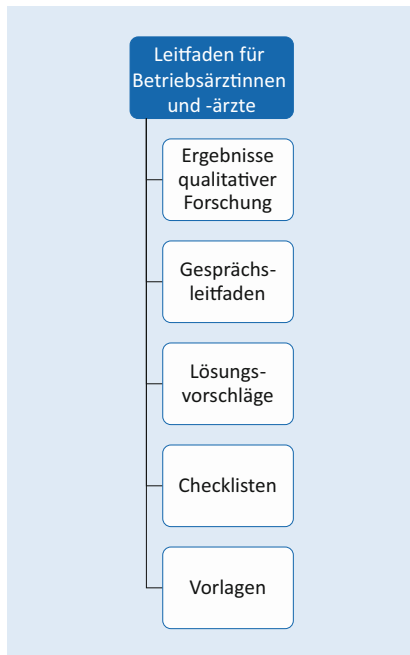 Leitfaden für
Betriebsärztinnen
und -ärzte
Ergebnisse
qualitativer
Forschung
Gesprächs-
leitfaden
Lösungs-
vorschläge
Checklisten
Vorlagen